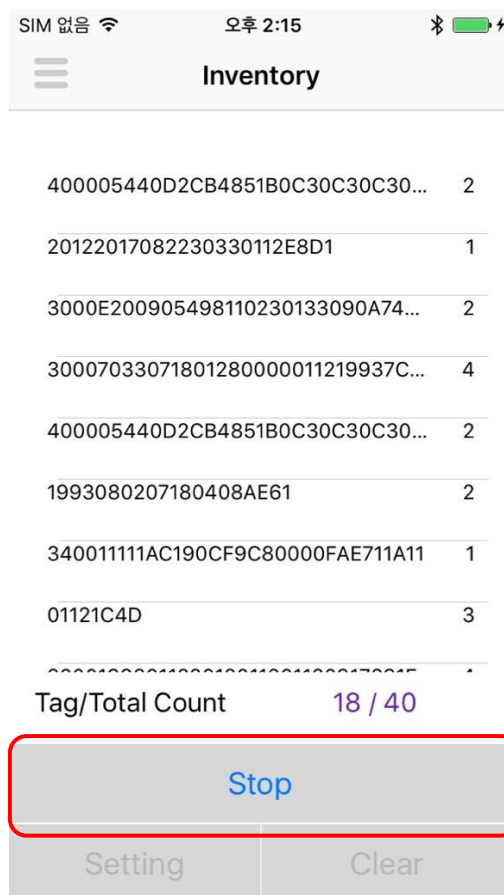 SIM 없음 오후 2:15
Inventory
400005440D2CB4851B0C30C30C30... 2
20122017082230330112E8D1 1
3000E200905498110230133090A74... 2
30007033071801280000011219937C... 4
400005440D2CB4851B0C30C30C30... 2
1993080207180408AE61 2
340011111AC190CF9C80000FAE711A11 1
01121C4D 3
Tag/Total Count 18 / 40
Stop
Setting Clear